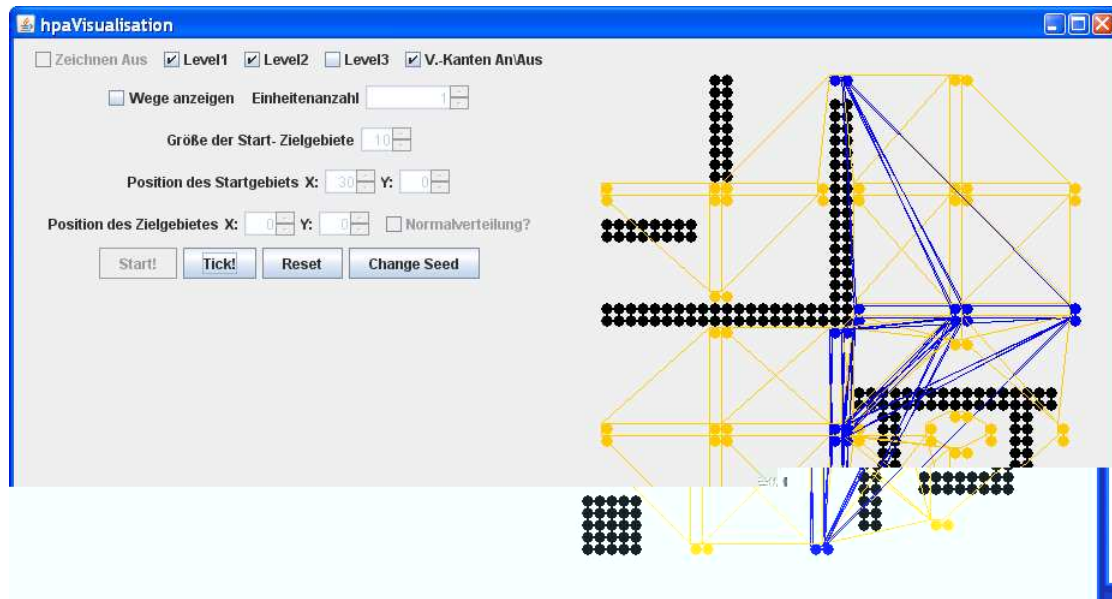 hpaVisualisation
Zeichnen Aus Level1 Level2 Level3 V.-Kanten An\Aus
Wege anzeigen Einheitenanzahl 1
Größe der Start- Zielgebiete 10
Position des Startgebiets X: 30 Y: 0
Position des Zielgebietes X: 0 Y: 0 Normalverteilung?
Start! Tick! Reset Change Seed